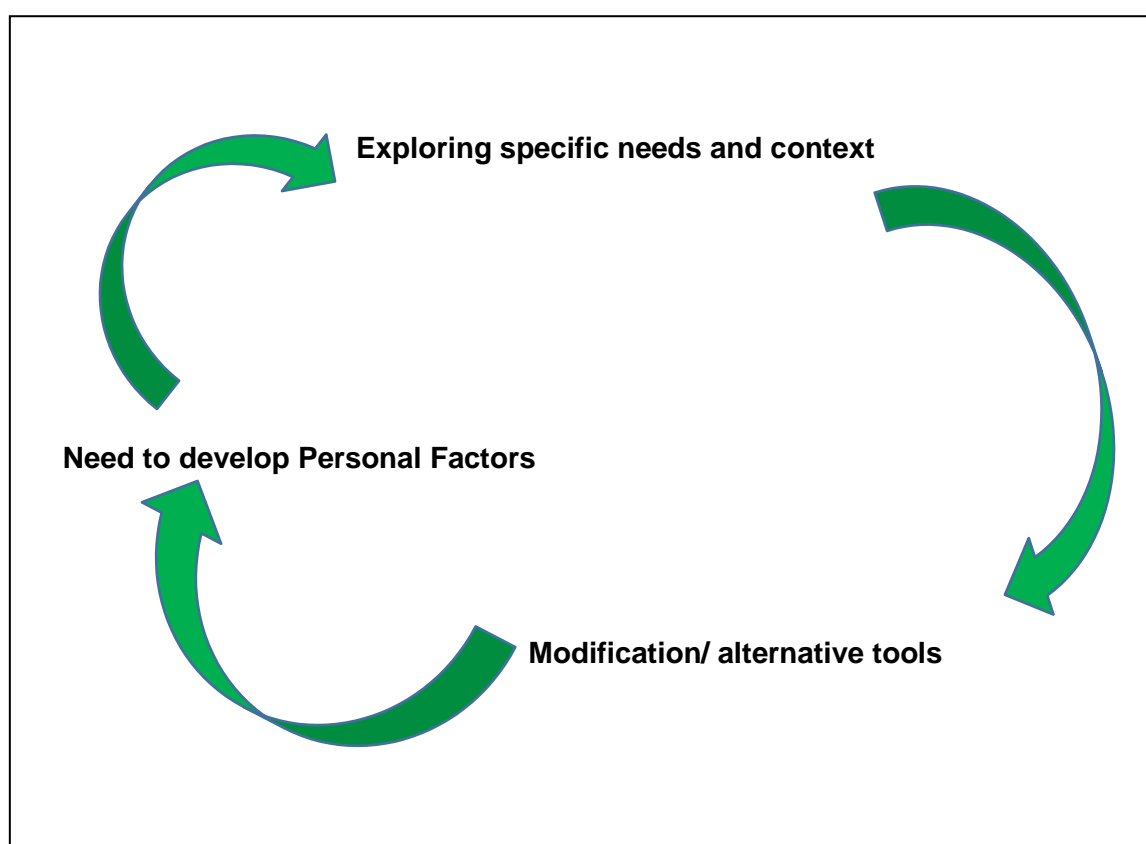 Exploring specific needs and context
Need to develop Personal Factors
Modification/ alternative tools